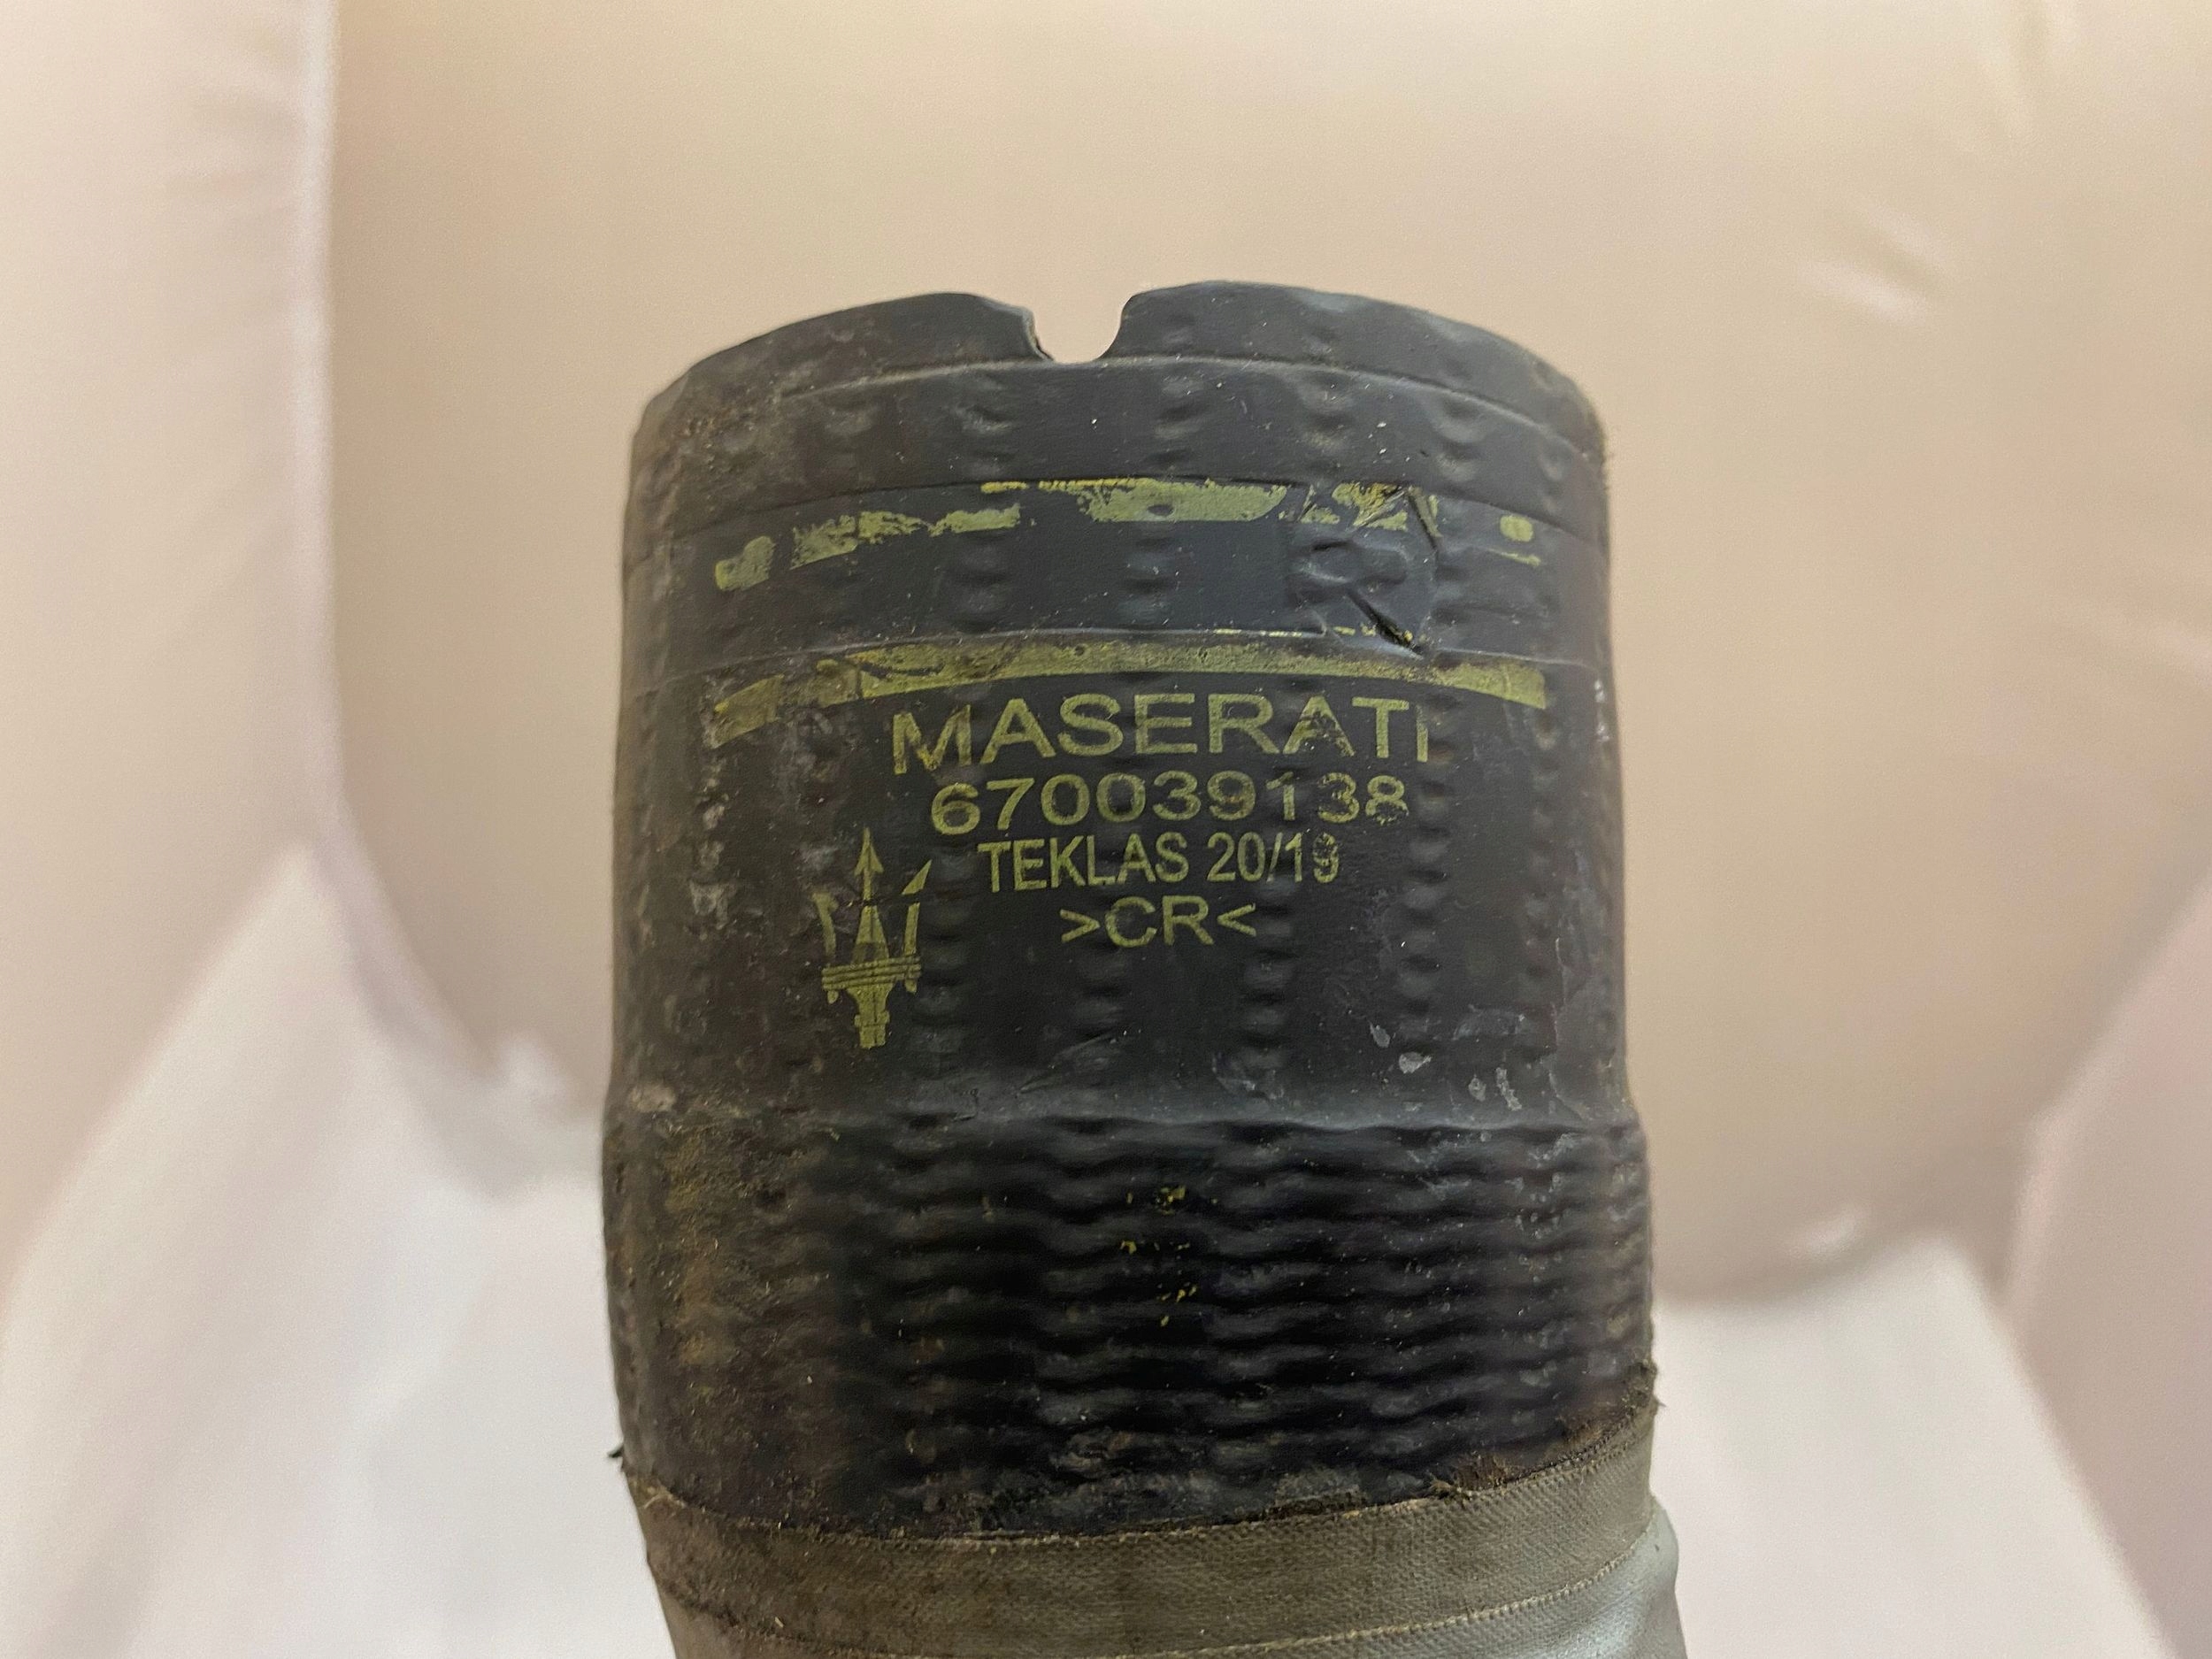 MASERATI
670039138
TEKLAS 20/19
>CR<